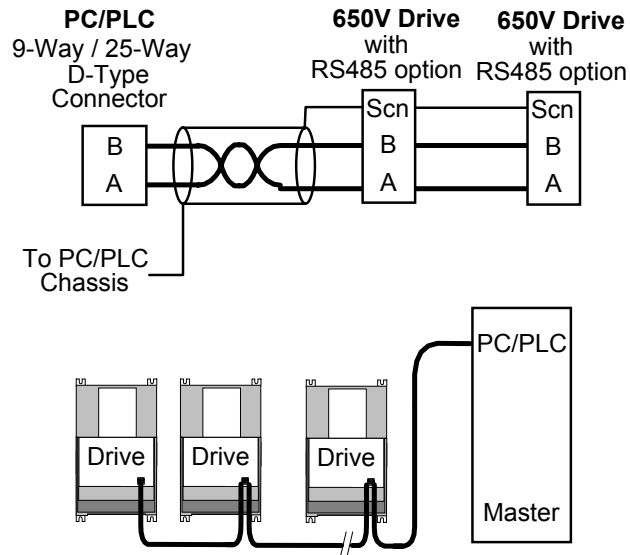 PC/PLC
9-Way / 25-Way
D-Type
Connector
650V Drive
with
RS485 option
650V Drive
with
RS485 option
B
A
Scn
B
A
Scn
B
A
To PC/PLC
Chassis
Drive
Drive
Drive
PC/PLC
Master